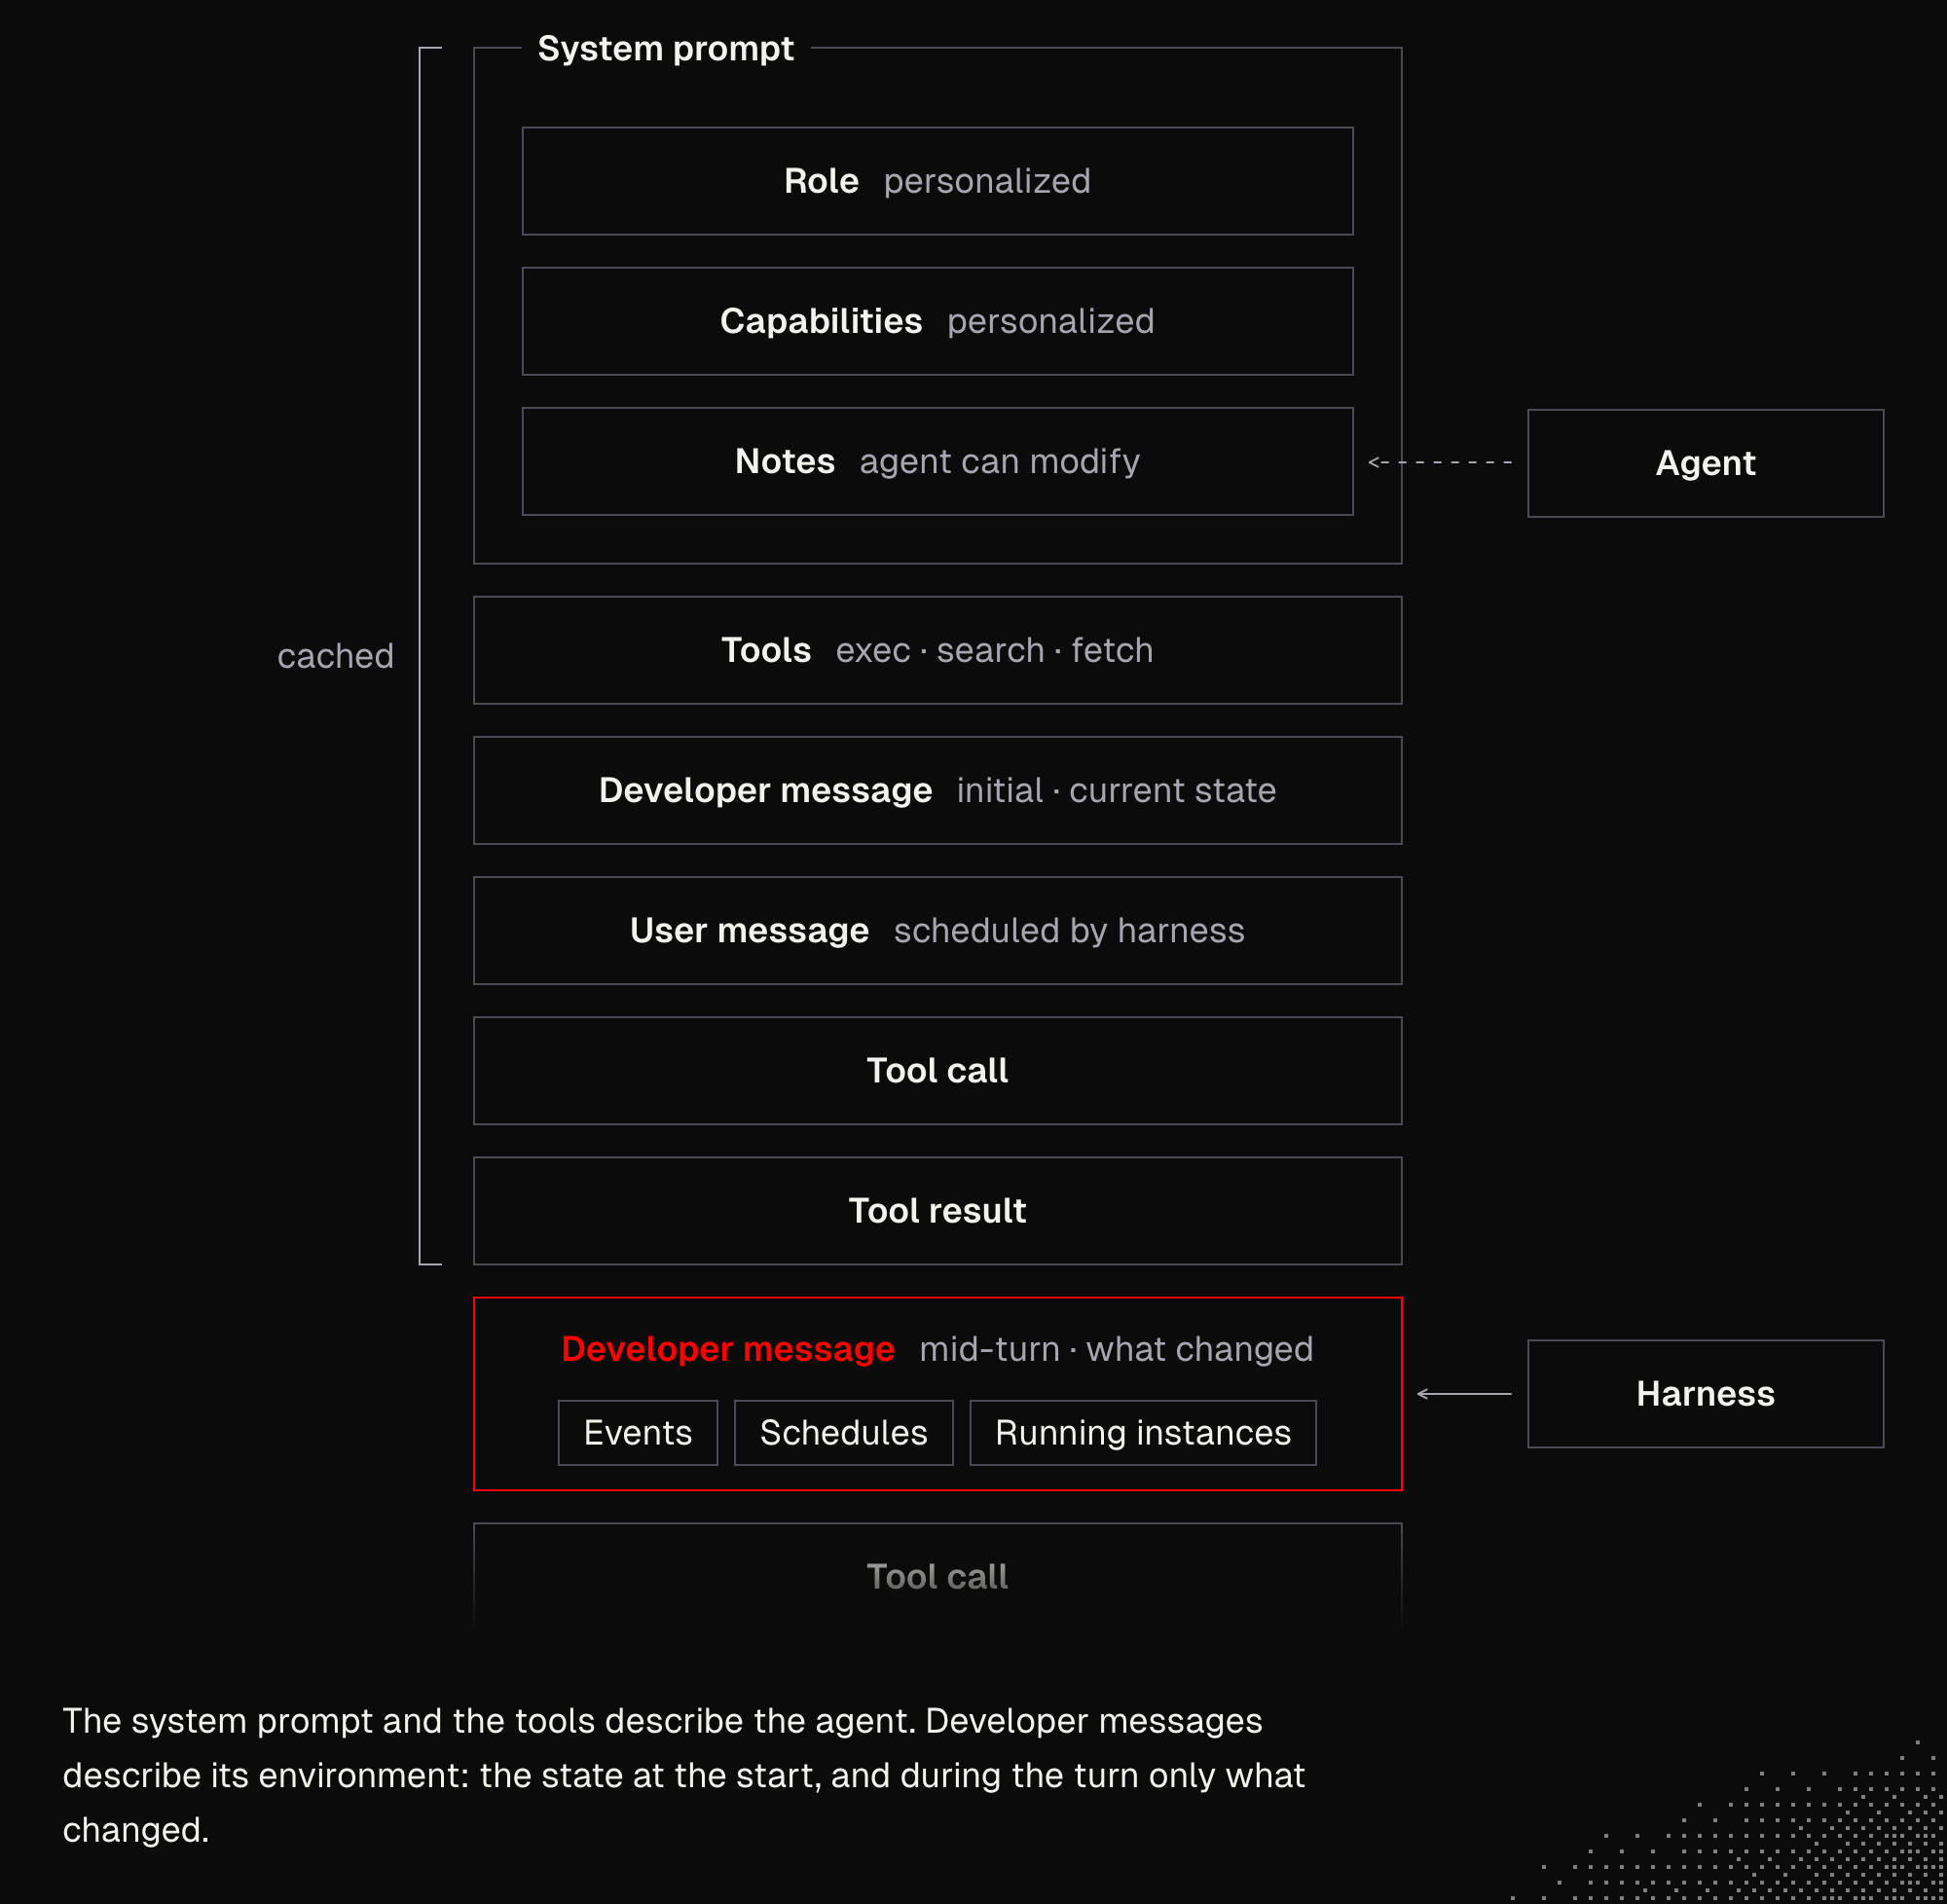 System prompt
Role personalized
Capabilities personalized
Notes agent can modify
Agent
cached
Tools exec · search · fetch
Developer message initial · current state
User message scheduled by harness
Tool call
Tool result
Developer message mid-turn · what changed
Events Schedules Running instances
Harness
Tool call
The system prompt and the tools describe the agent. Developer messages
describe its environment: the state at the start, and during the turn only what
changed.